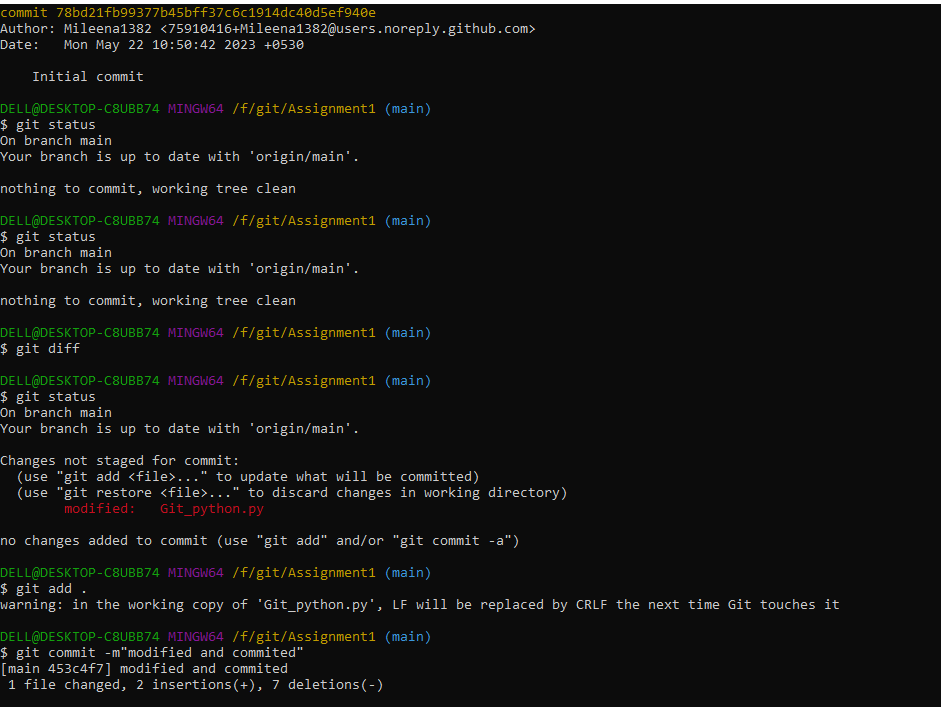 commit 78bd21fb99377b45bff37c6c1914dc40d5ef940e
Author: Mileena1382 <75910416+Mileena1382@users.noreply.github.com>
Date:   Mon May 22 10:50:42 2023 +0530

    Initial commit

DELL@DESKTOP-C8UBB74 MINGW64 /f/git/Assignment1 (main)
$ git status
On branch main
Your branch is up to date with 'origin/main'.

nothing to commit, working tree clean

DELL@DESKTOP-C8UBB74 MINGW64 /f/git/Assignment1 (main)
$ git status
On branch main
Your branch is up to date with 'origin/main'.

nothing to commit, working tree clean

DELL@DESKTOP-C8UBB74 MINGW64 /f/git/Assignment1 (main)
$ git diff

DELL@DESKTOP-C8UBB74 MINGW64 /f/git/Assignment1 (main)
$ git status
On branch main
Your branch is up to date with 'origin/main'.

Changes not staged for commit:
  (use "git add <file>..." to update what will be committed)
  (use "git restore <file>..." to discard changes in working directory)
        modified:   Git_python.py

no changes added to commit (use "git add" and/or "git commit -a")

DELL@DESKTOP-C8UBB74 MINGW64 /f/git/Assignment1 (main)
$ git add .
warning: in the working copy of 'Git_python.py', LF will be replaced by CRLF the next time Git touches it

DELL@DESKTOP-C8UBB74 MINGW64 /f/git/Assignment1 (main)
$ git commit -m"modified and commited"
[main 453c4f7] modified and commited
 1 file changed, 2 insertions(+), 7 deletions(-)